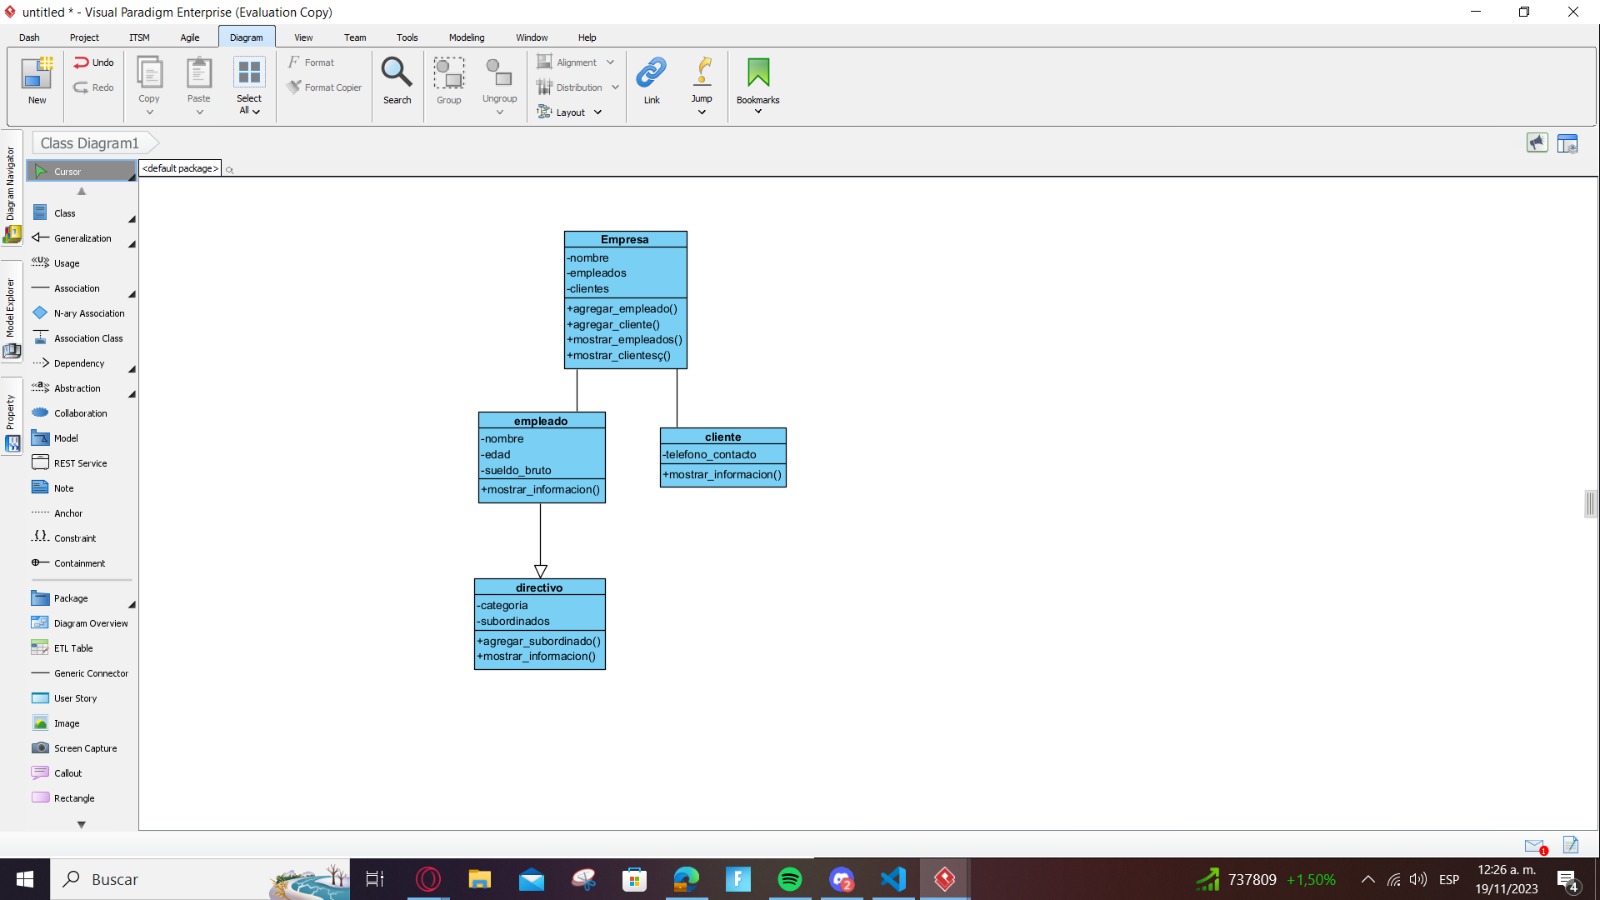 untitled * - Visual Paradigm Enterprise (Evaluation Copy)
Dash Project ITSM Agile Diagram View Team Tools Modeling Window Help
New
Undo
Redo
Copy
Paste
Select
All
Format
Format Copier
Search
Group
Ungroup
Alignment
Distribution
Layout
Link
Jump
Bookmarks
Class Diagram1
<default package>
Diagram Navigator
Model Explorer
Property
Cursor
Class
Generalization
<<U>> Usage
Association
N-ary Association
Association Class
Dependency
<<a>> Abstraction
Collaboration
Model
REST Service
Note
Anchor
{ } Constraint
Containment
Package
Diagram Overview
ETL Table
Generic Connector
User Story
Image
Screen Capture
Callout
Rectangle
Empresa
-nombre
-empleados
-clientes
+agregar_empleado()
+agregar_cliente()
+mostrar_empleados()
+mostrar_clientesç()
empleado
-nombre
-edad
-sueldo_bruto
+mostrar_informacion()
cliente
-telefono_contacto
+mostrar_informacion()
directivo
-categoria
-subordinados
+agregar_subordinado()
+mostrar_informacion()
1
Buscar
F
2
737809 +1,50%
ESP
12:26 a. m.
19/11/2023
4